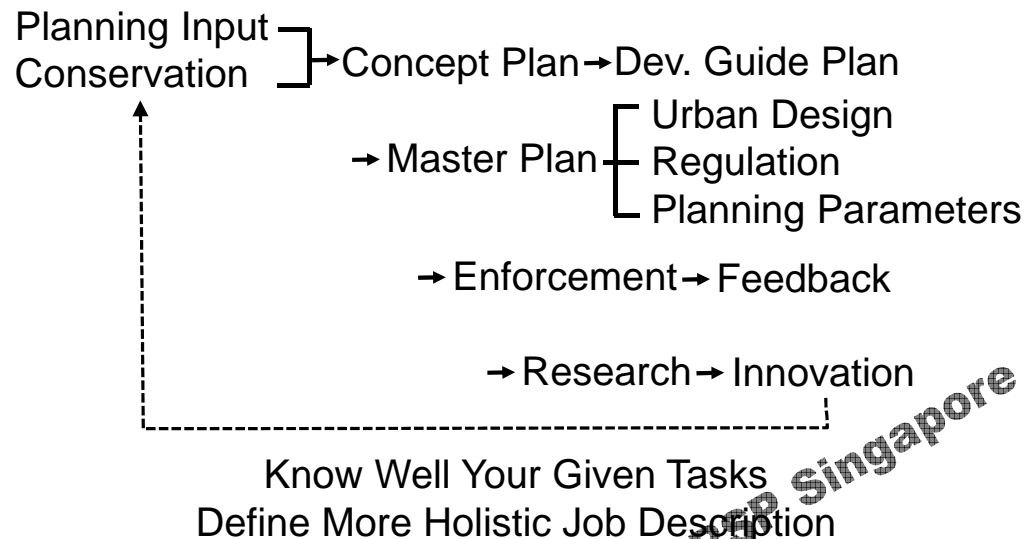 Planning Input
Conservation
→Concept Plan→Dev. Guide Plan
→ Master Plan
Urban Design
Regulation
Planning Parameters
→ Enforcement→ Feedback
→ Research→ Innovation
Know Well Your Given Tasks
Define More Holistic Job Description
Singapore